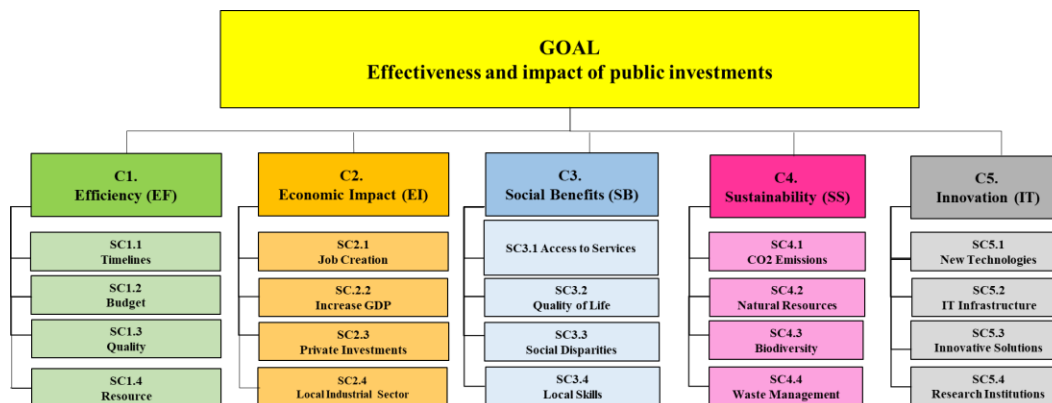 GOAL
Effectiveness and impact of public investments
C1.
Efficiency (EF)
C2.
Economic Impact (EI)
C3.
Social Benefits (SB)
C4.
Sustainability (SS)
C5.
Innovation (IT)
SC1.1
Timelines
SC1.2
Budget
SC1.3
Quality
SC1.4
Resource
SC2.1
Job Creation
SC.2.2
Increase GDP
SC2.3
Private Investments
SC2.4
Local Industrial Sector
SC3.1 Access to Services
SC3.2
Quality of Life
SC3.3
Social Disparities
SC3.4
Local Skills
SC4.1
CO2 Emissions
SC4.2
Natural Resources
SC4.3
Biodiversity
SC4.4
Waste Management
SC5.1
New Technologies
SC5.2
IT Infrastructure
SC5.3
Innovative Solutions
SC5.4
Research Institutions